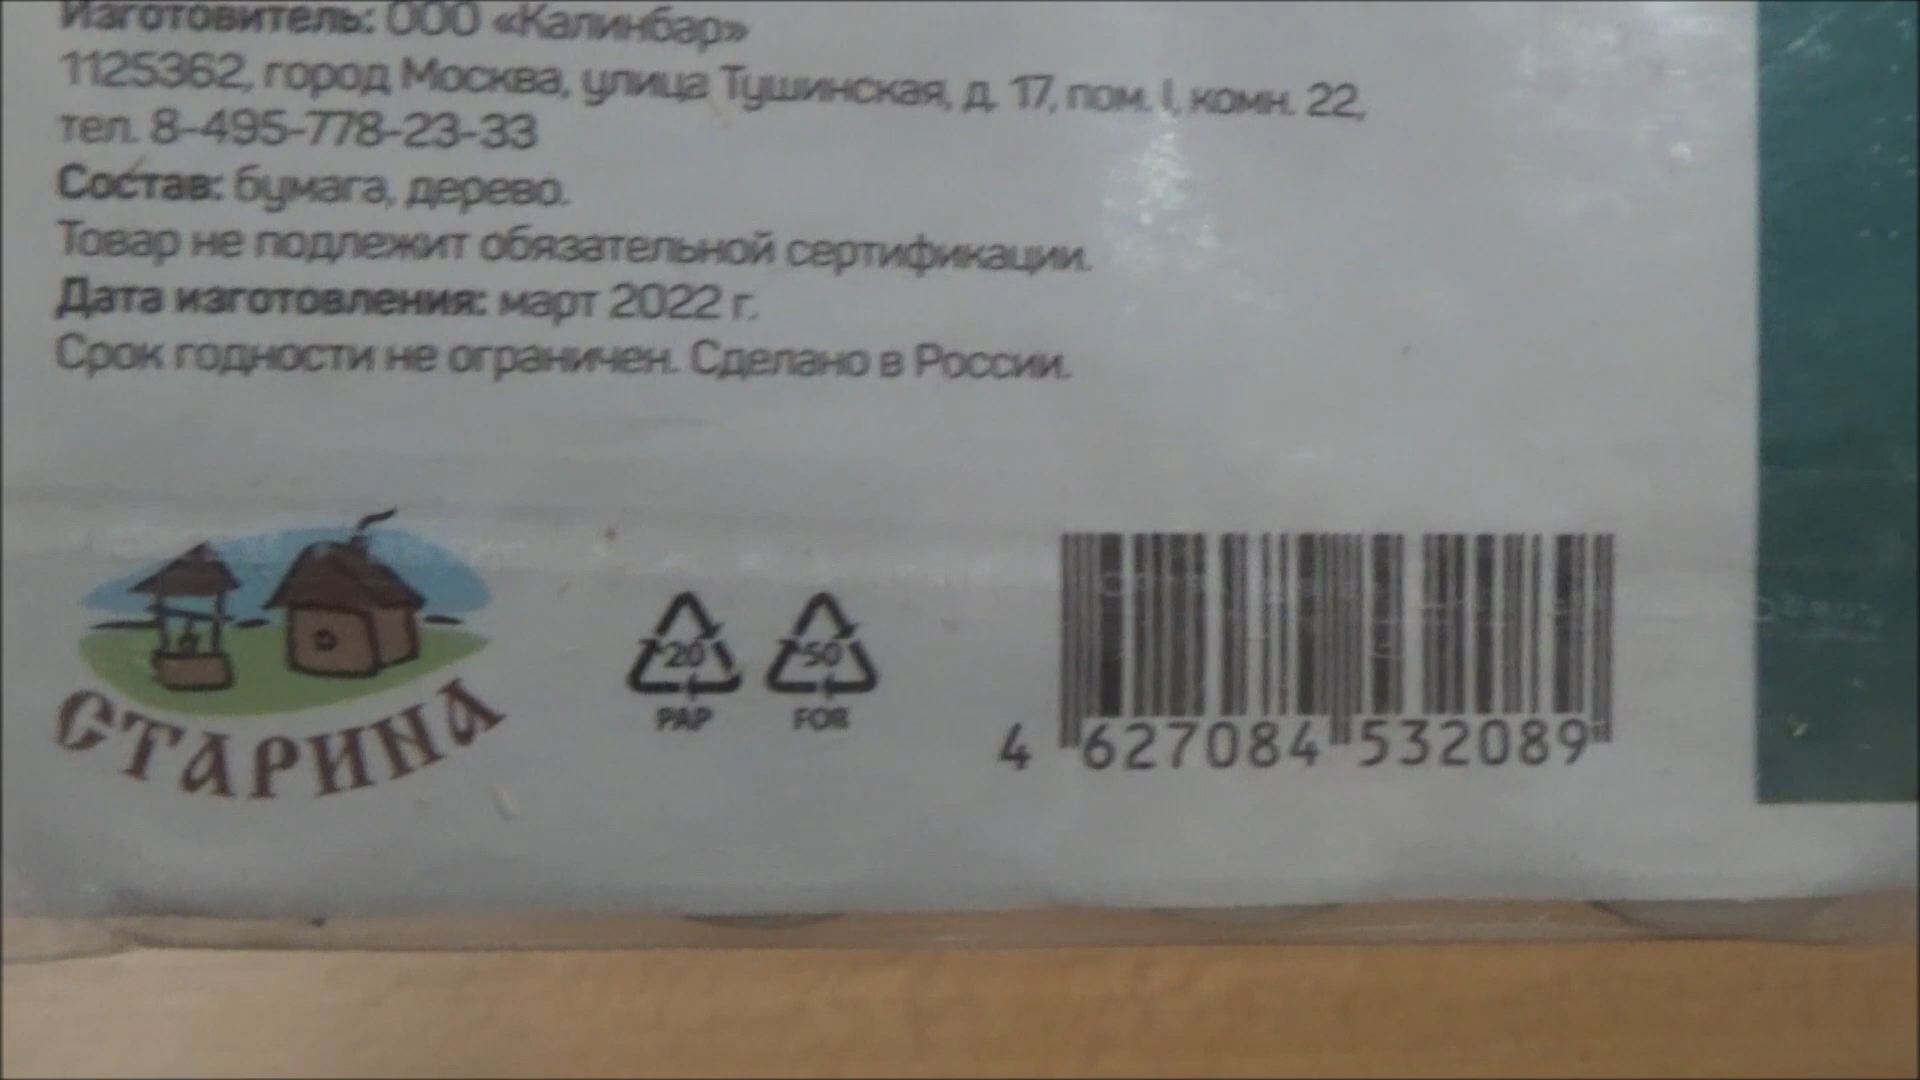 Изготовитель: ООО «Калинбар»
1125362, город Москва, улица Тушинская, д. 17, пом. I, комн. 22,
тел. 8-495-778-23-33
Состав: бумага, дерево.
Товар не подлежит обязательной сертификации.
Дата изготовления: март 2022 г.
Срок годности не ограничен. Сделано в России.
СТАРИНА
20 50
PAP FOR
4 627084 532089